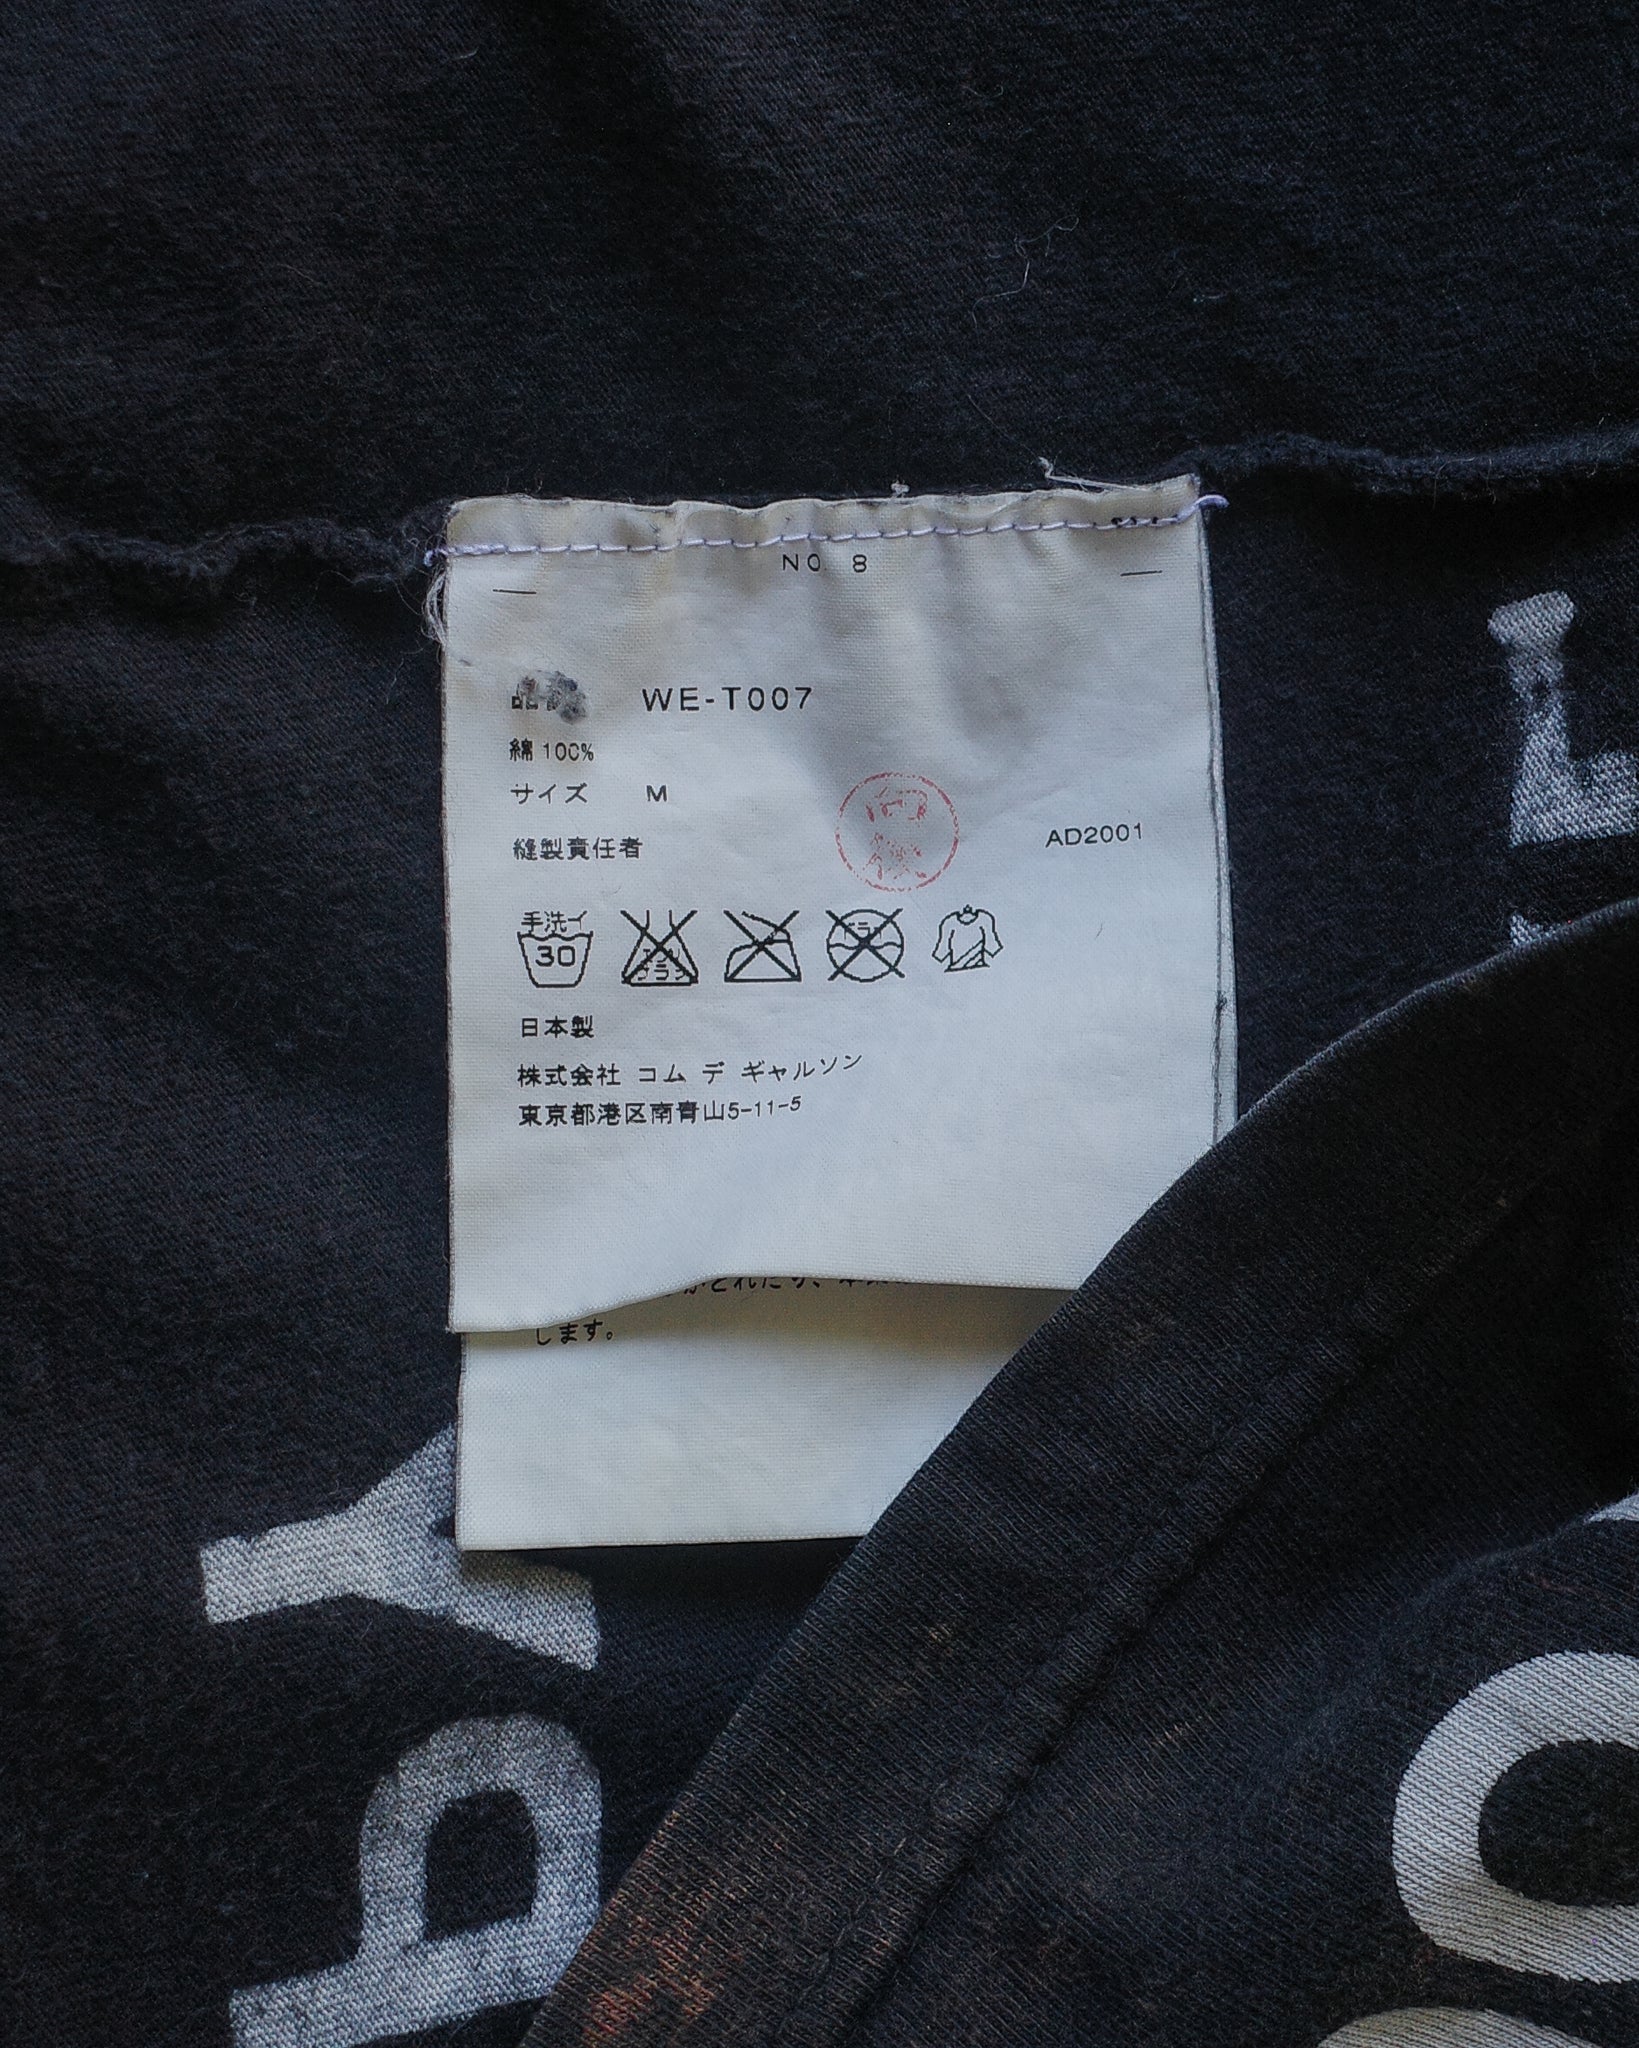 NO 8
WE-T007
綿 100%
サイズ M
縫製責任者
AD2001
手洗イ
30
日本製
株式会社 コム デ ギャルソン
東京都港区南青山5-11-5
します。